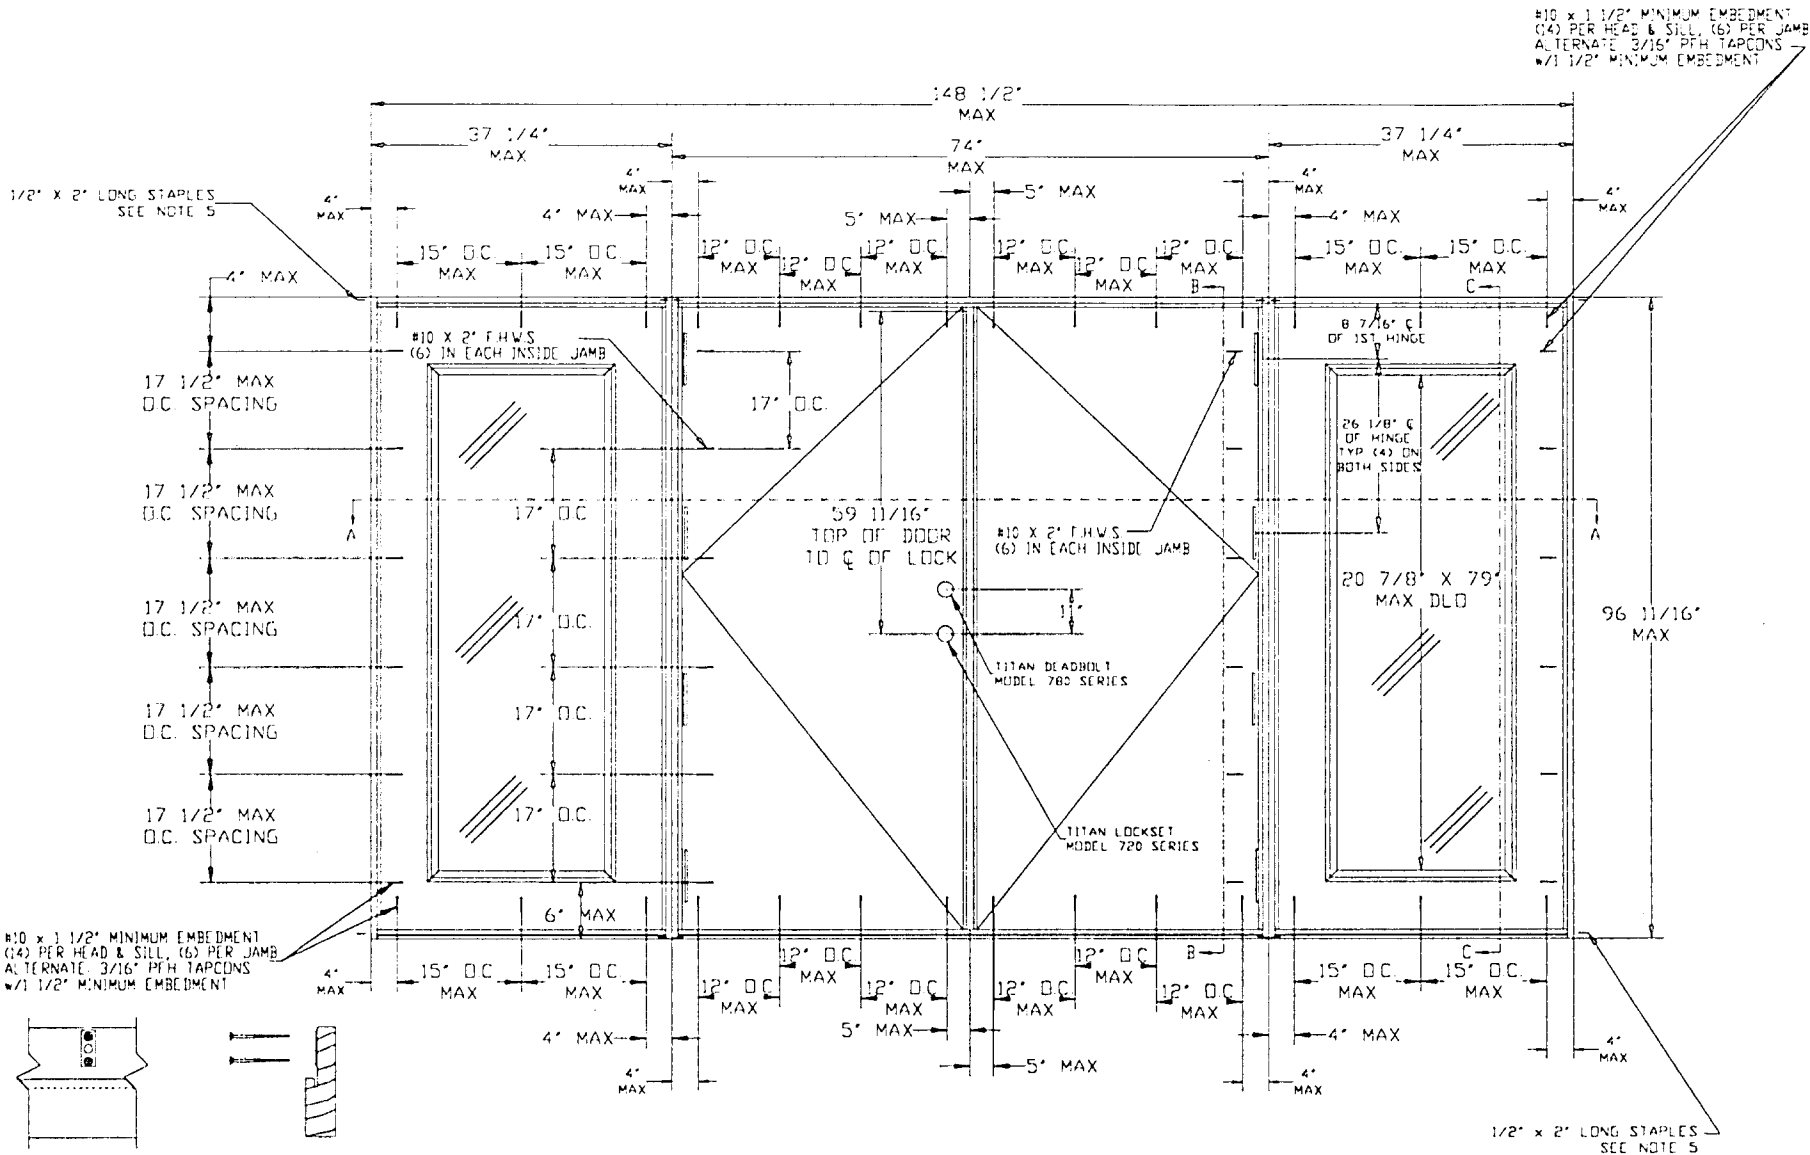 #10 x 1 1/2" MINIMUM EMBEDMENT
(14) PER HEAD & SILL, (6) PER JAMB
ALTERNATE 3/16" PFH TAPCONS
w/1 1/2" MINIMUM EMBEDMENT
148 1/2"
MAX
37 1/4"
MAX
74"
MAX
37 1/4"
MAX
1/2" X 2" LONG STAPLES
SEE NOTE 5
4"
MAX
4" MAX
4"
MAX
5" MAX
5" MAX
4"
MAX
4" MAX
4"
MAX
15" O.C.
MAX
15" O.C.
MAX
12" O.C.
MAX
12" O.C.
MAX
12" O.C.
MAX
12" O.C.
MAX
12" O.C.
MAX
12" O.C.
MAX
15" O.C.
MAX
15" O.C.
MAX
4" MAX
B
C
#10 X 2" F.H.W.S.
(6) IN EACH INSIDE JAMB
8 7/16" ℄
OF 1ST HINGE
17 1/2" MAX
O.C. SPACING
17" O.C.
26 1/8" ℄
OF HINGE
TYP (4) ON
BOTH SIDES
17 1/2" MAX
O.C. SPACING
17" O.C.
A
59 11/16"
TOP OF DOOR
TO ℄ OF LOCK
#10 X 2" F.H.W.S.
(6) IN EACH INSIDE JAMB
A
20 7/8" X 79"
MAX DLO
17 1/2" MAX
O.C. SPACING
17" O.C.
96 11/16"
MAX
TITAN DEADBOLT
MODEL 780 SERIES
17 1/2" MAX
O.C. SPACING
17" O.C.
17 1/2" MAX
O.C. SPACING
17" O.C.
TITAN LOCKSET
MODEL 720 SERIES
6" MAX
#10 x 1 1/2" MINIMUM EMBEDMENT
(14) PER HEAD & SILL, (6) PER JAMB
ALTERNATE 3/16" PFH TAPCONS
w/1 1/2" MINIMUM EMBEDMENT
4"
MAX
15" O.C.
MAX
15" O.C.
MAX
12" O.C.
MAX
12" O.C.
MAX
12" O.C.
MAX
12" O.C.
MAX
12" O.C.
MAX
12" O.C.
MAX
B
C
15" O.C.
MAX
15" O.C.
MAX
4" MAX
4"
MAX
5" MAX
5" MAX
4"
MAX
4" MAX
4"
MAX
1/2" x 2" LONG STAPLES
SEE NOTE 5